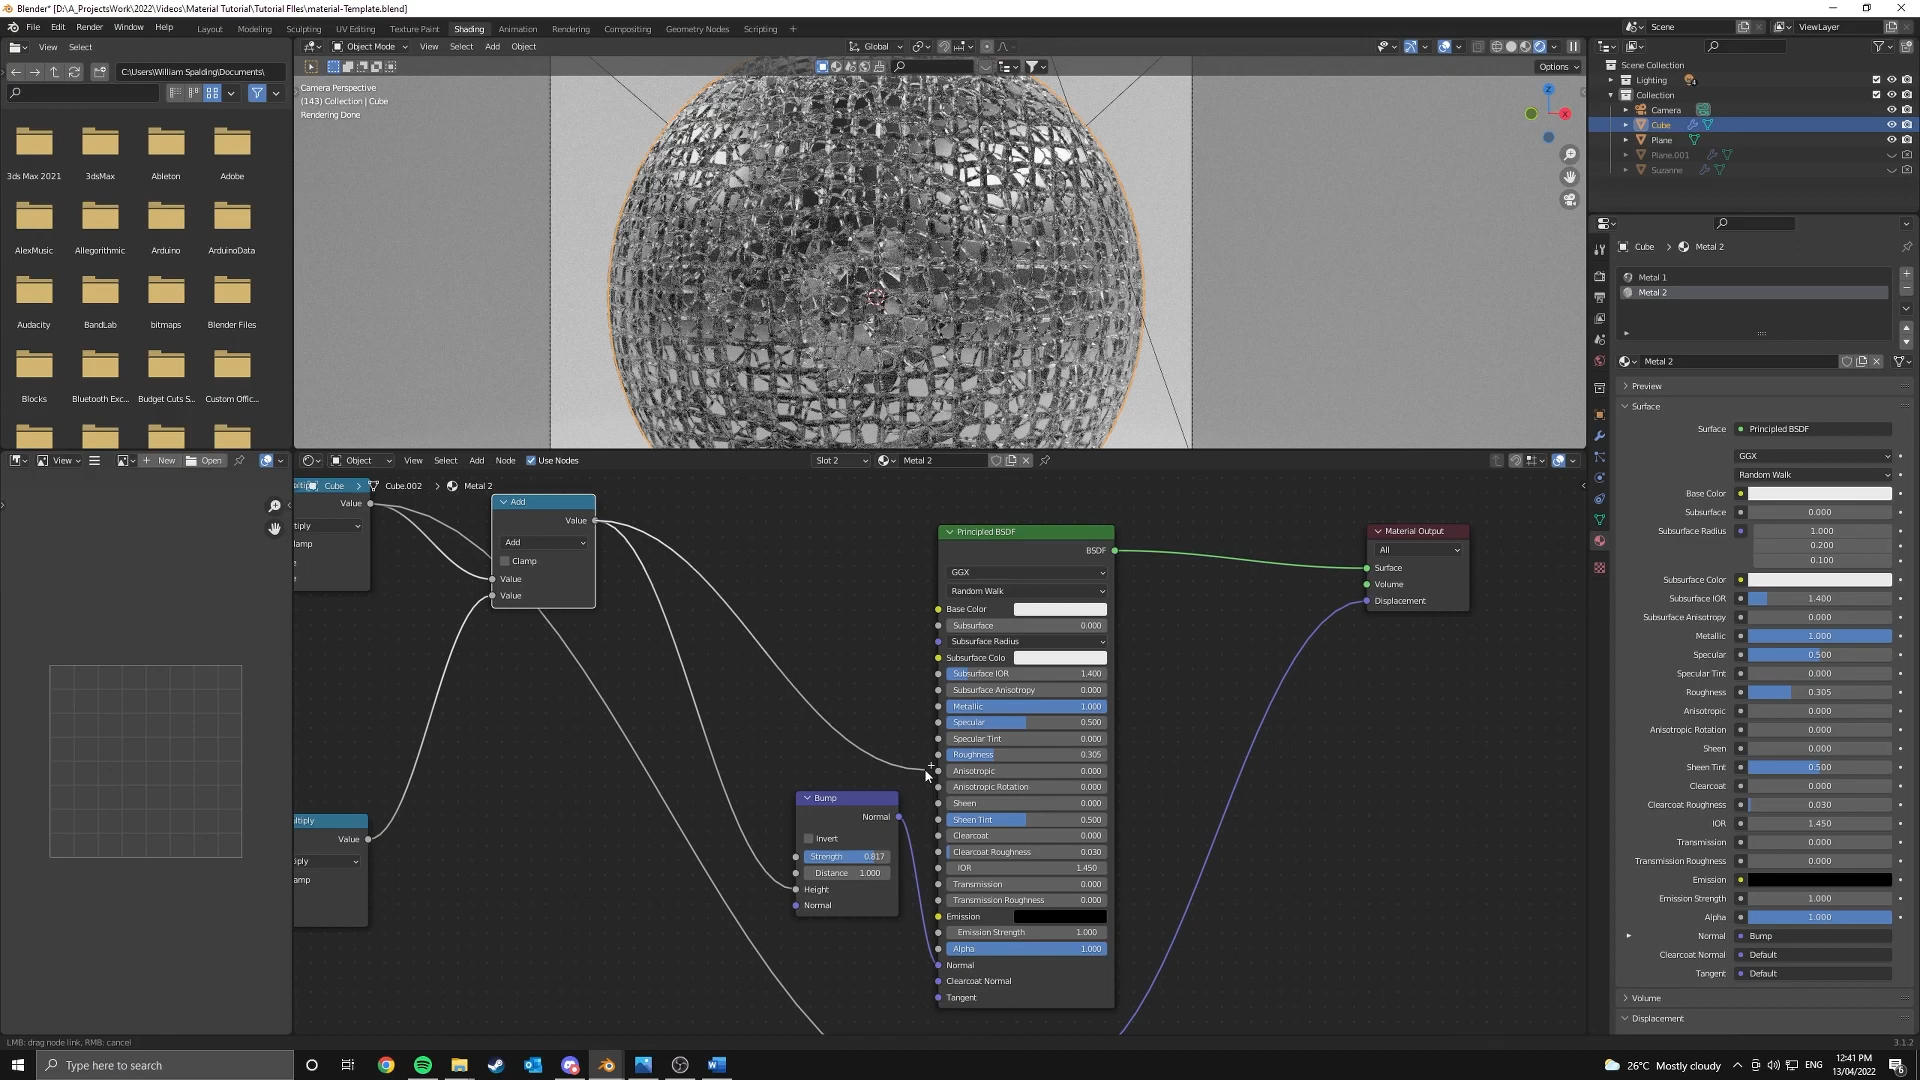 Blender* [D:\A_ProjectsWork\2022\Videos\Material Tutorial\Tutorial Files\material-Template.blend]
File Edit Render Window Help Layout Modeling Sculpting UV Editing Texture Paint Shading Animation Rendering Compositing Geometry Nodes Scripting Scene ViewLayer
View Select Object Mode View Select Add Object Global
C:\Users\William Spalding\Documents\ Options
Camera Perspective
(143) Collection | Cube
Rendering Done
3ds Max 2021 3dsMax Ableton Adobe
AlexMusic Allegorithmic Arduino ArduinoData
Audacity BandLab bitmaps Blender Files
Blocks Bluetooth Exc... Budget Cuts S... Custom Offic...
Scene Collection
Lighting
Collection
Camera
Cube
Plane
Plane.001
Suzanne
Z
X
Cube > Metal 2
Metal 1
Metal 2
Metal 2
Preview
Surface
Surface Principled BSDF
GGX
Random Walk
Base Color
Subsurface 0.000
Subsurface Radius 1.000
0.200
0.100
Subsurface Color
Subsurface IOR 1.400
Subsurface Anisotropy 0.000
Metallic 1.000
Specular 0.500
Specular Tint 0.000
Roughness 0.305
Anisotropic 0.000
Anisotropic Rotation 0.000
Sheen 0.000
Sheen Tint 0.500
Clearcoat 0.000
Clearcoat Roughness 0.030
IOR 1.450
Transmission 0.000
Transmission Roughness 0.000
Emission
Emission Strength 1.000
Alpha 1.000
Normal Bump
Clearcoat Normal Default
Tangent Default
Volume
Displacement
View New Open Object View Select Add Node Use Nodes Slot 2 Metal 2
Cube > Cube.002 > Metal 2
Value
Add
Value
Add
Clamp
Value
Value
Value
Bump
Normal
Invert
Strength 0.817
Distance 1.000
Height
Normal
Principled BSDF
BSDF
GGX
Random Walk
Base Color
Subsurface 0.000
Subsurface Radius
Subsurface Colo
Subsurface IOR 1.400
Subsurface Anisotropy 0.000
Metallic 1.000
Specular 0.500
Specular Tint 0.000
Roughness 0.305
Anisotropic 0.000
Anisotropic Rotation 0.000
Sheen 0.000
Sheen Tint 0.500
Clearcoat 0.000
Clearcoat Roughness 0.030
IOR 1.450
Transmission 0.000
Transmission Roughness 0.000
Emission
Emission Strength 1.000
Alpha 1.000
Normal
Clearcoat Normal
Tangent
Material Output
All
Surface
Volume
Displacement
LMB: drag node link, RMB: cancel 3.1.2
Type here to search 26°C Mostly cloudy ENG 12:41 PM
13/04/2022